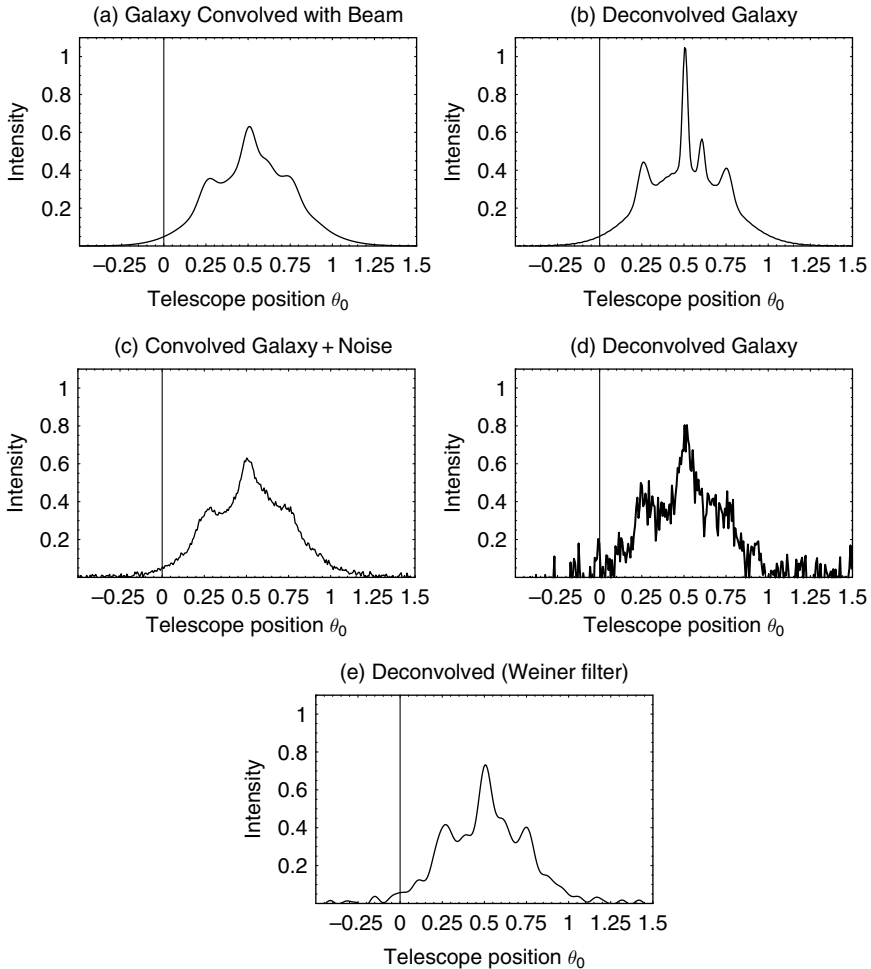 (a) Galaxy Convolved with Beam
Intensity
1
0.8
0.6
0.4
0.2
−0.25 0 0.25 0.5 0.75 1 1.25 1.5
Telescope position θ0
(b) Deconvolved Galaxy
Intensity
1
0.8
0.6
0.4
0.2
−0.25 0 0.25 0.5 0.75 1 1.25 1.5
Telescope position θ0
(c) Convolved Galaxy + Noise
Intensity
1
0.8
0.6
0.4
0.2
−0.25 0 0.25 0.5 0.75 1 1.25 1.5
Telescope position θ0
(d) Deconvolved Galaxy
Intensity
1
0.8
0.6
0.4
0.2
−0.25 0 0.25 0.5 0.75 1 1.25 1.5
Telescope position θ0
(e) Deconvolved (Weiner filter)
Intensity
1
0.8
0.6
0.4
0.2
−0.25 0 0.25 0.5 0.75 1 1.25 1.5
Telescope position θ0